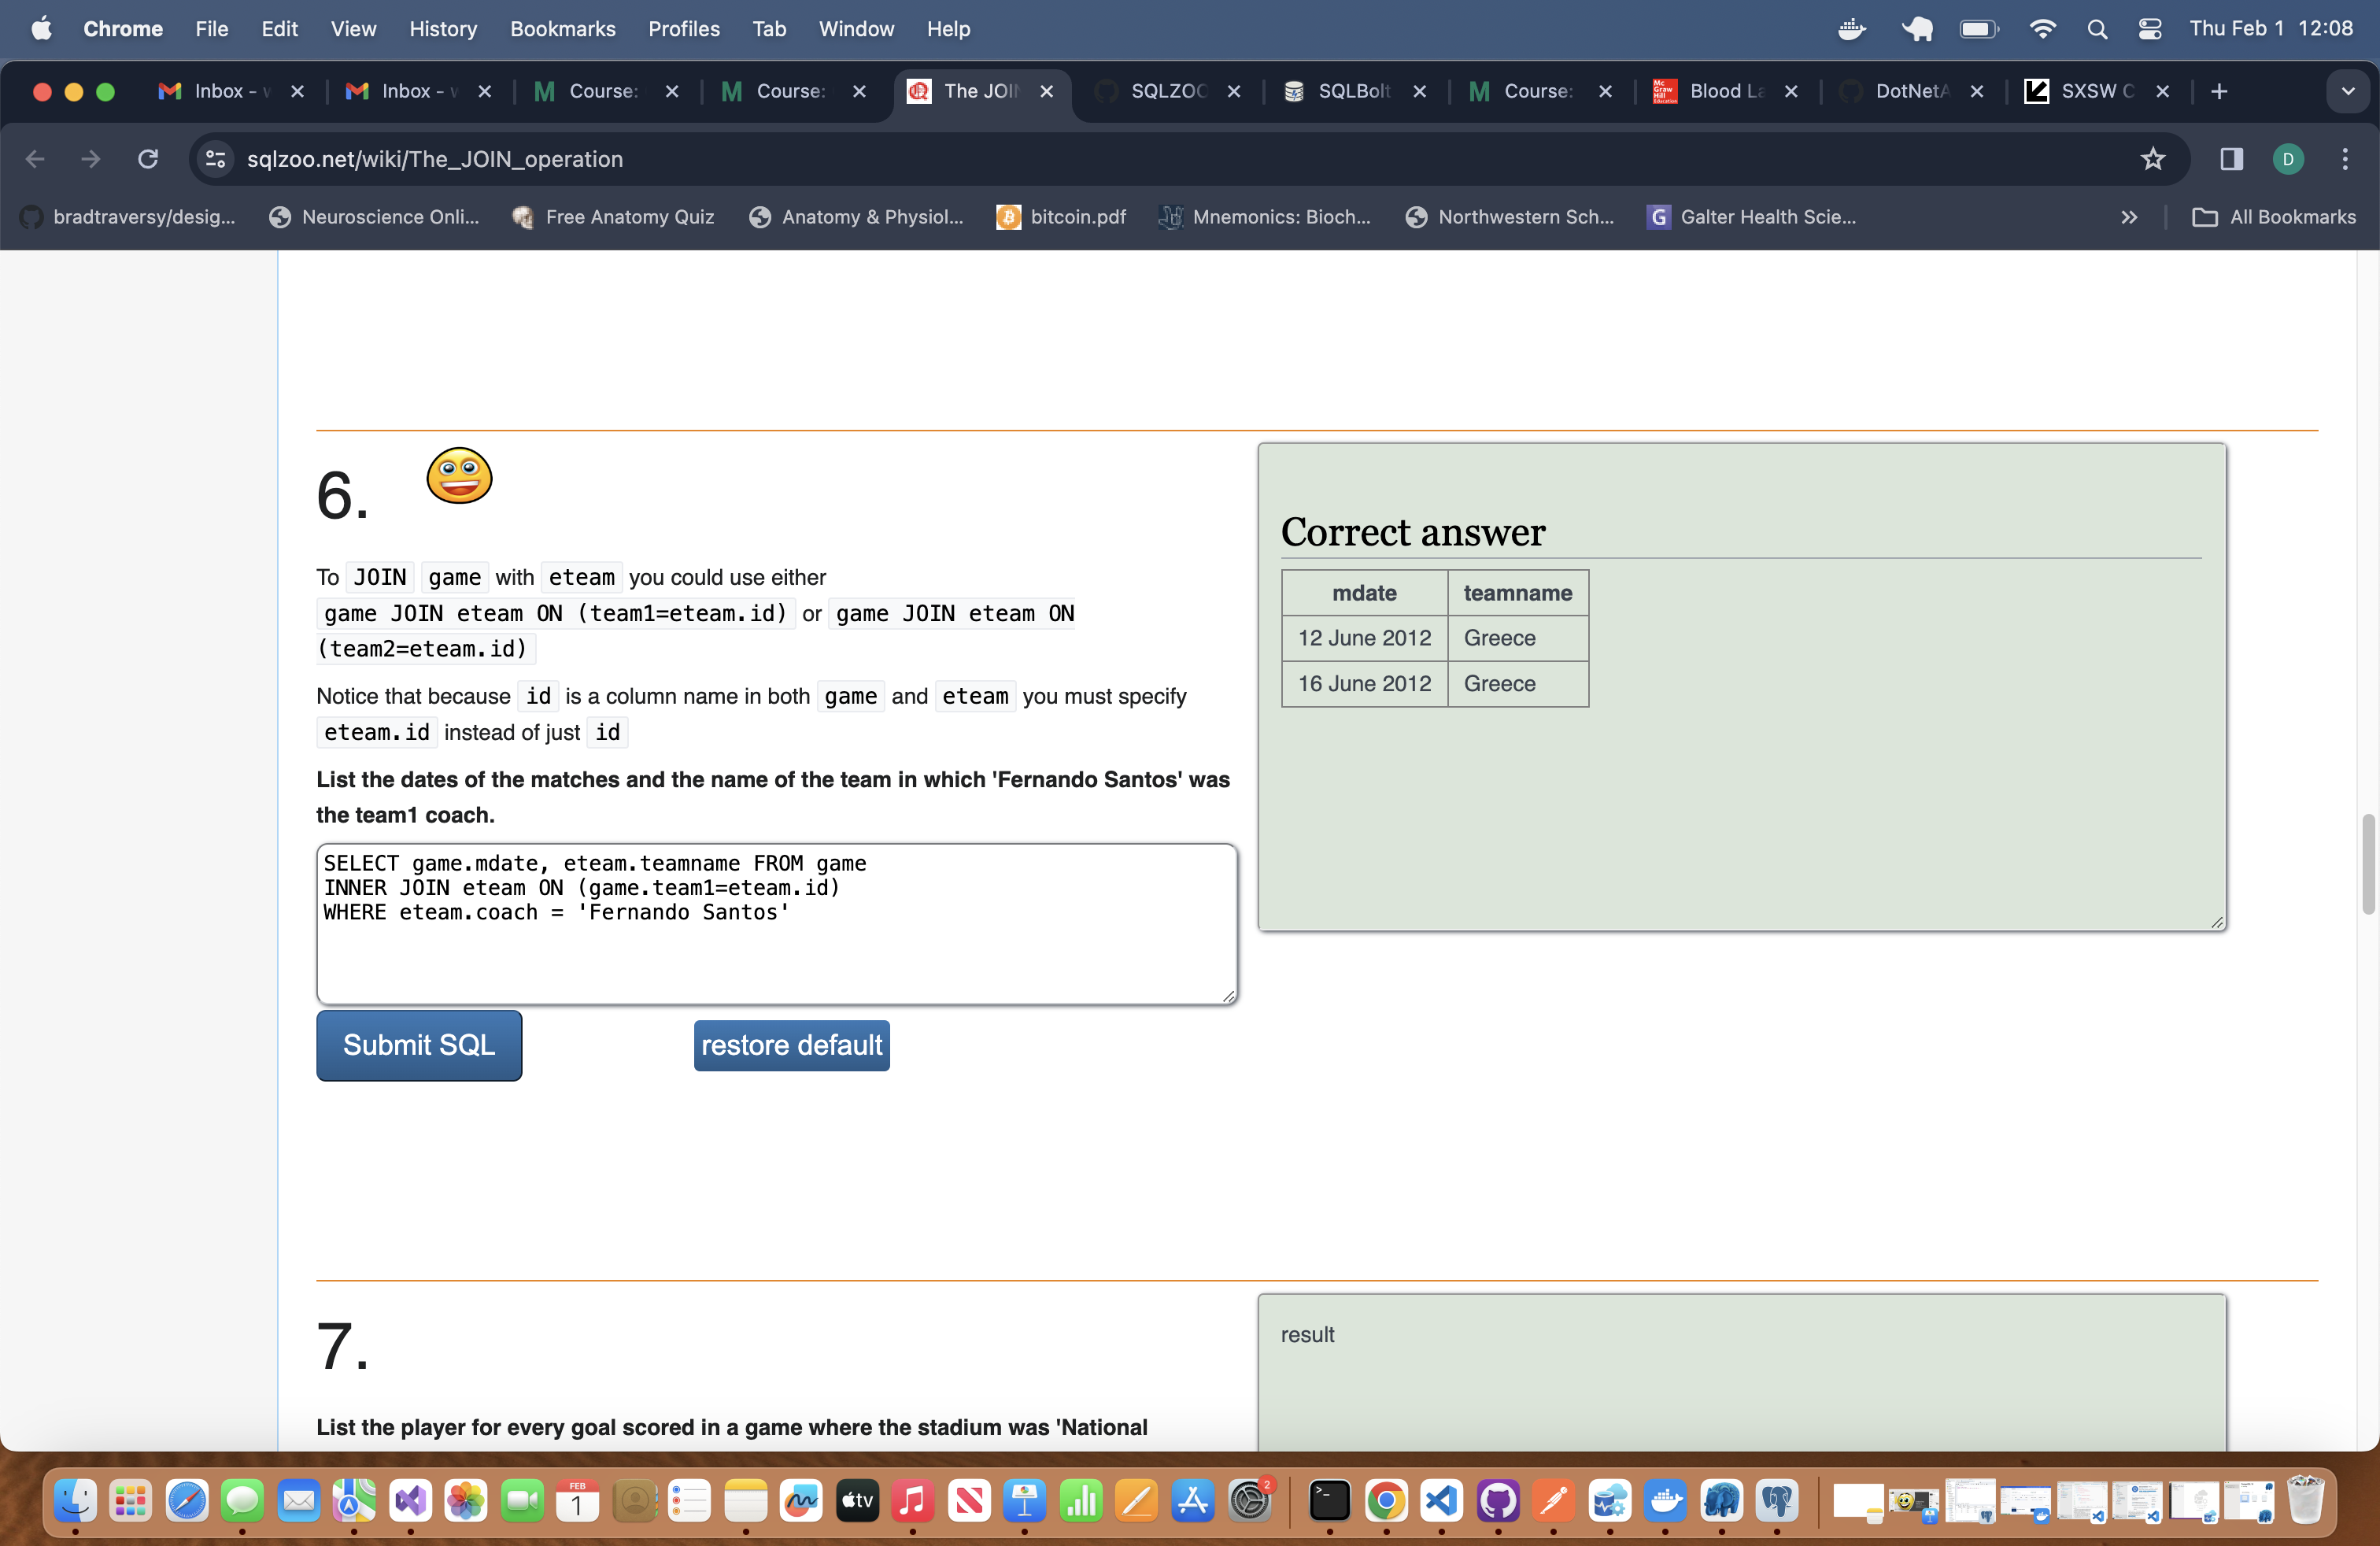 Chrome File Edit View History Bookmarks Profiles Tab Window Help Thu Feb 1 12:08
Inbox - Inbox - Course: Course: The JOI SQLZOO SQLBolt Course: Blood La DotNetA SXSW C
sqlzoo.net/wiki/The_JOIN_operation D
bradtraversy/desig... Neuroscience Onli... Free Anatomy Quiz Anatomy & Physiol... bitcoin.pdf Mnemonics: Bioch... Northwestern Sch... G Galter Health Scie... » All Bookmarks
6.
To JOIN game with eteam you could use either
game JOIN eteam ON (team1=eteam.id) or game JOIN eteam ON
(team2=eteam.id)
Notice that because id is a column name in both game and eteam you must specify
eteam.id instead of just id
List the dates of the matches and the name of the team in which 'Fernando Santos' was
the team1 coach.
SELECT game.mdate, eteam.teamname FROM game
INNER JOIN eteam ON (game.team1=eteam.id)
WHERE eteam.coach = 'Fernando Santos'
Submit SQL restore default
Correct answer
mdate teamname
12 June 2012 Greece
16 June 2012 Greece
7.
List the player for every goal scored in a game where the stadium was 'National
result
FEB
1
tv
2